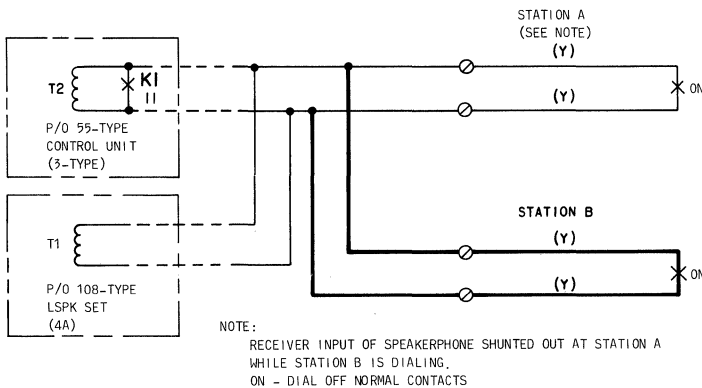 STATION A
(SEE NOTE)
(Y)
T2
K1
11
(Y)
ON
P/O 55-TYPE
CONTROL UNIT
(3-TYPE)
STATION B
(Y)
T1
ON
(Y)
P/O 108-TYPE
LSPK SET
(4A)
NOTE:
RECEIVER INPUT OF SPEAKERPHONE SHUNTED OUT AT STATION A
WHILE STATION B IS DIALING.
ON - DIAL OFF NORMAL CONTACTS